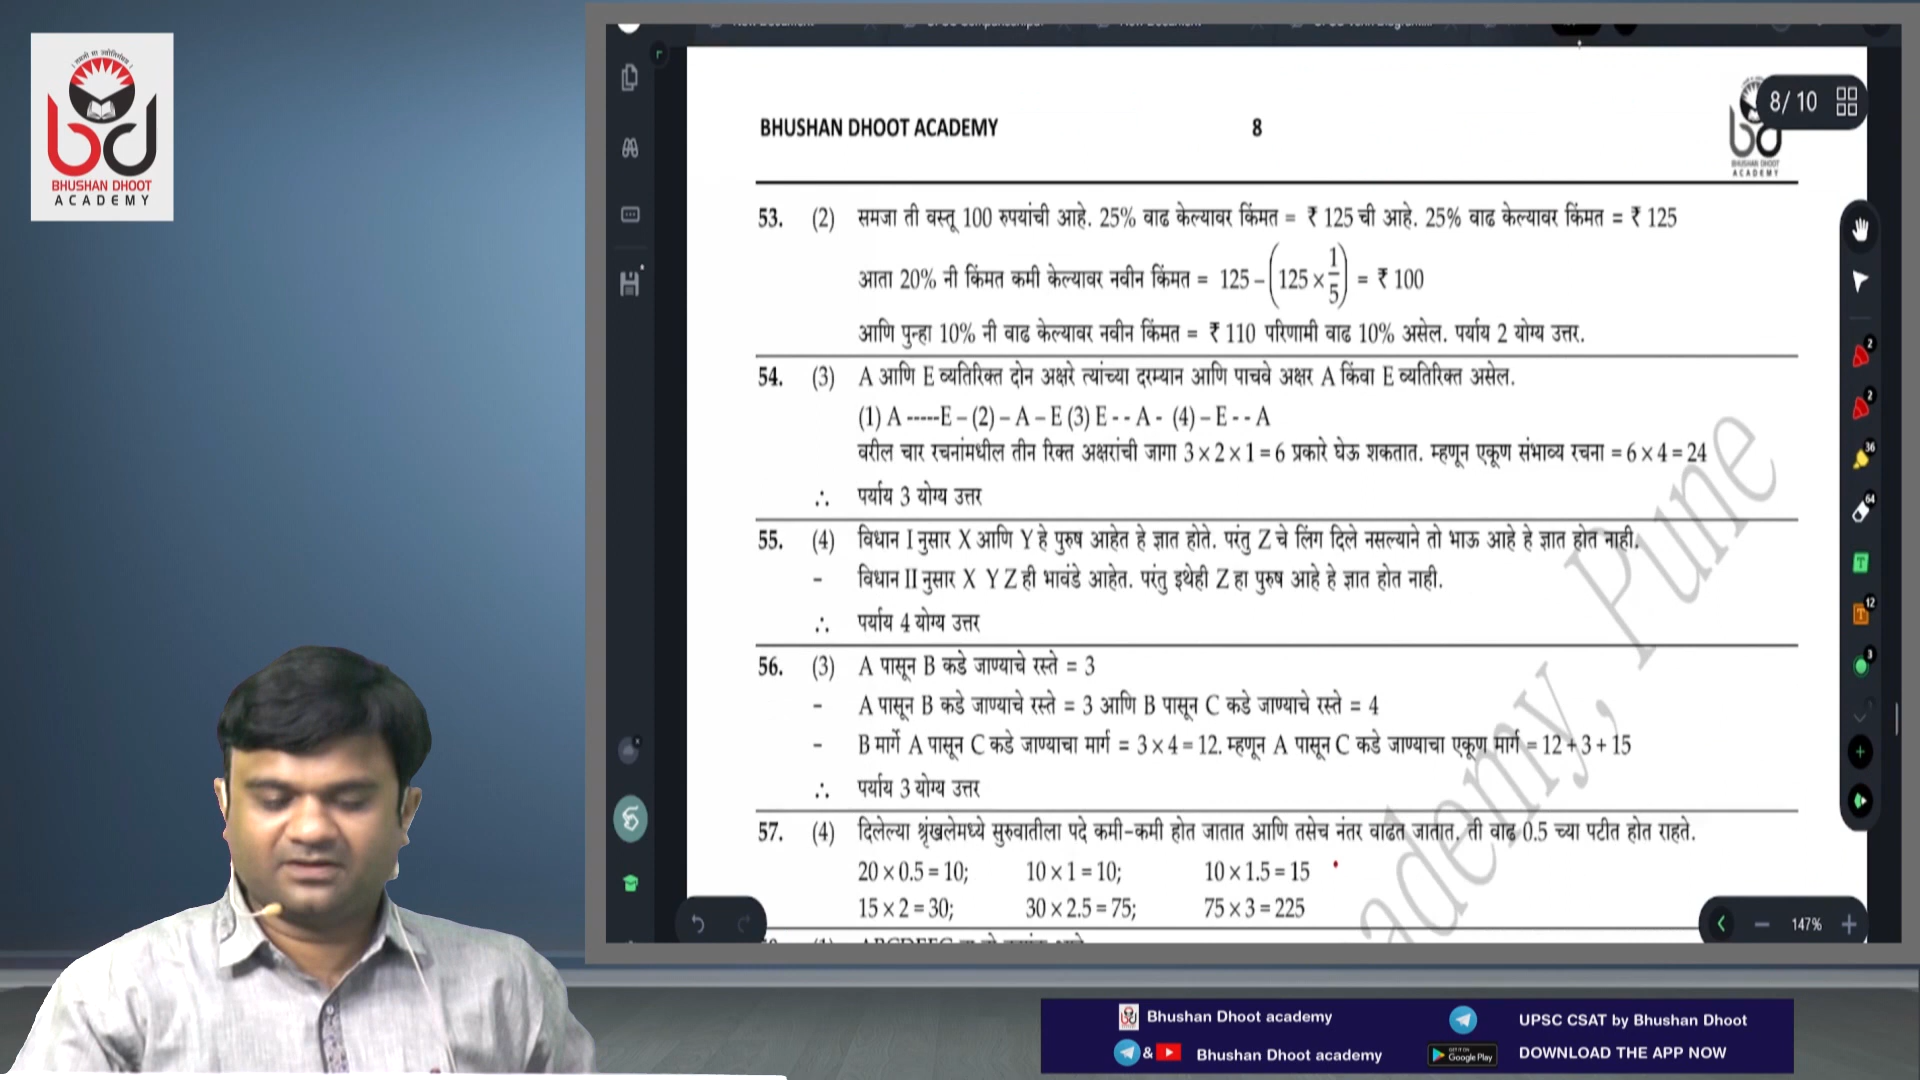 BHUSHAN DHOOT
ACADEMY
8/ 10
BHUSHAN DHOOT ACADEMY
8
BHUSHAN DHOOT
ACADEMY
53. (2) समजा ती वस्तू 100 रुपयांची आहे. 25% वाढ केल्यावर किंमत = ₹ 125 ची आहे. 25% वाढ केल्यावर किंमत = ₹ 125
आता 20% नी किंमत कमी केल्यावर नवीन किंमत = 125 – (125 × 1/5) = ₹ 100
आणि पुन्हा 10% नी वाढ केल्यावर नवीन किंमत = ₹ 110 परिणामी वाढ 10% असेल. पर्याय 2 योग्य उत्तर.
54. (3) A आणि E व्यतिरिक्त दोन अक्षरे त्यांच्या दरम्यान आणि पाचवे अक्षर A किंवा E व्यतिरिक्त असेल.
(1) A -----E – (2) – A – E (3) E - - A - (4) – E - - A
वरील चार रचनांमधील तीन रिक्त अक्षरांची जागा 3 × 2 × 1 = 6 प्रकारे घेऊ शकतात. म्हणून एकूण संभाव्य रचना = 6 × 4 = 24
∴ पर्याय 3 योग्य उत्तर
55. (4) विधान I नुसार X आणि Y हे पुरुष आहेत हे ज्ञात होते. परंतु Z चे लिंग दिले नसल्याने तो भाऊ आहे हे ज्ञात होत नाही.
- विधान II नुसार X Y Z ही भावंडे आहेत. परंतु इथेही Z हा पुरुष आहे हे ज्ञात होत नाही.
∴ पर्याय 4 योग्य उत्तर
56. (3) A पासून B कडे जाण्याचे रस्ते = 3
- A पासून B कडे जाण्याचे रस्ते = 3 आणि B पासून C कडे जाण्याचे रस्ते = 4
- B मार्गे A पासून C कडे जाण्याचा मार्ग = 3 × 4 = 12. म्हणून A पासून C कडे जाण्याचा एकूण मार्ग = 12 + 3 + 15
∴ पर्याय 3 योग्य उत्तर
57. (4) दिलेल्या श्रृंखलेमध्ये सुरुवातीला पदे कमी-कमी होत जातात आणि तसेच नंतर वाढत जातात. ती वाढ 0.5 च्या पटीत होत राहते.
20 × 0.5 = 10; 10 × 1 = 10; 10 × 1.5 = 15
15 × 2 = 30; 30 × 2.5 = 75; 75 × 3 = 225
ademy, Pune
147%
Bhushan Dhoot academy
UPSC CSAT by Bhushan Dhoot
& Bhushan Dhoot academy
Google Play
DOWNLOAD THE APP NOW